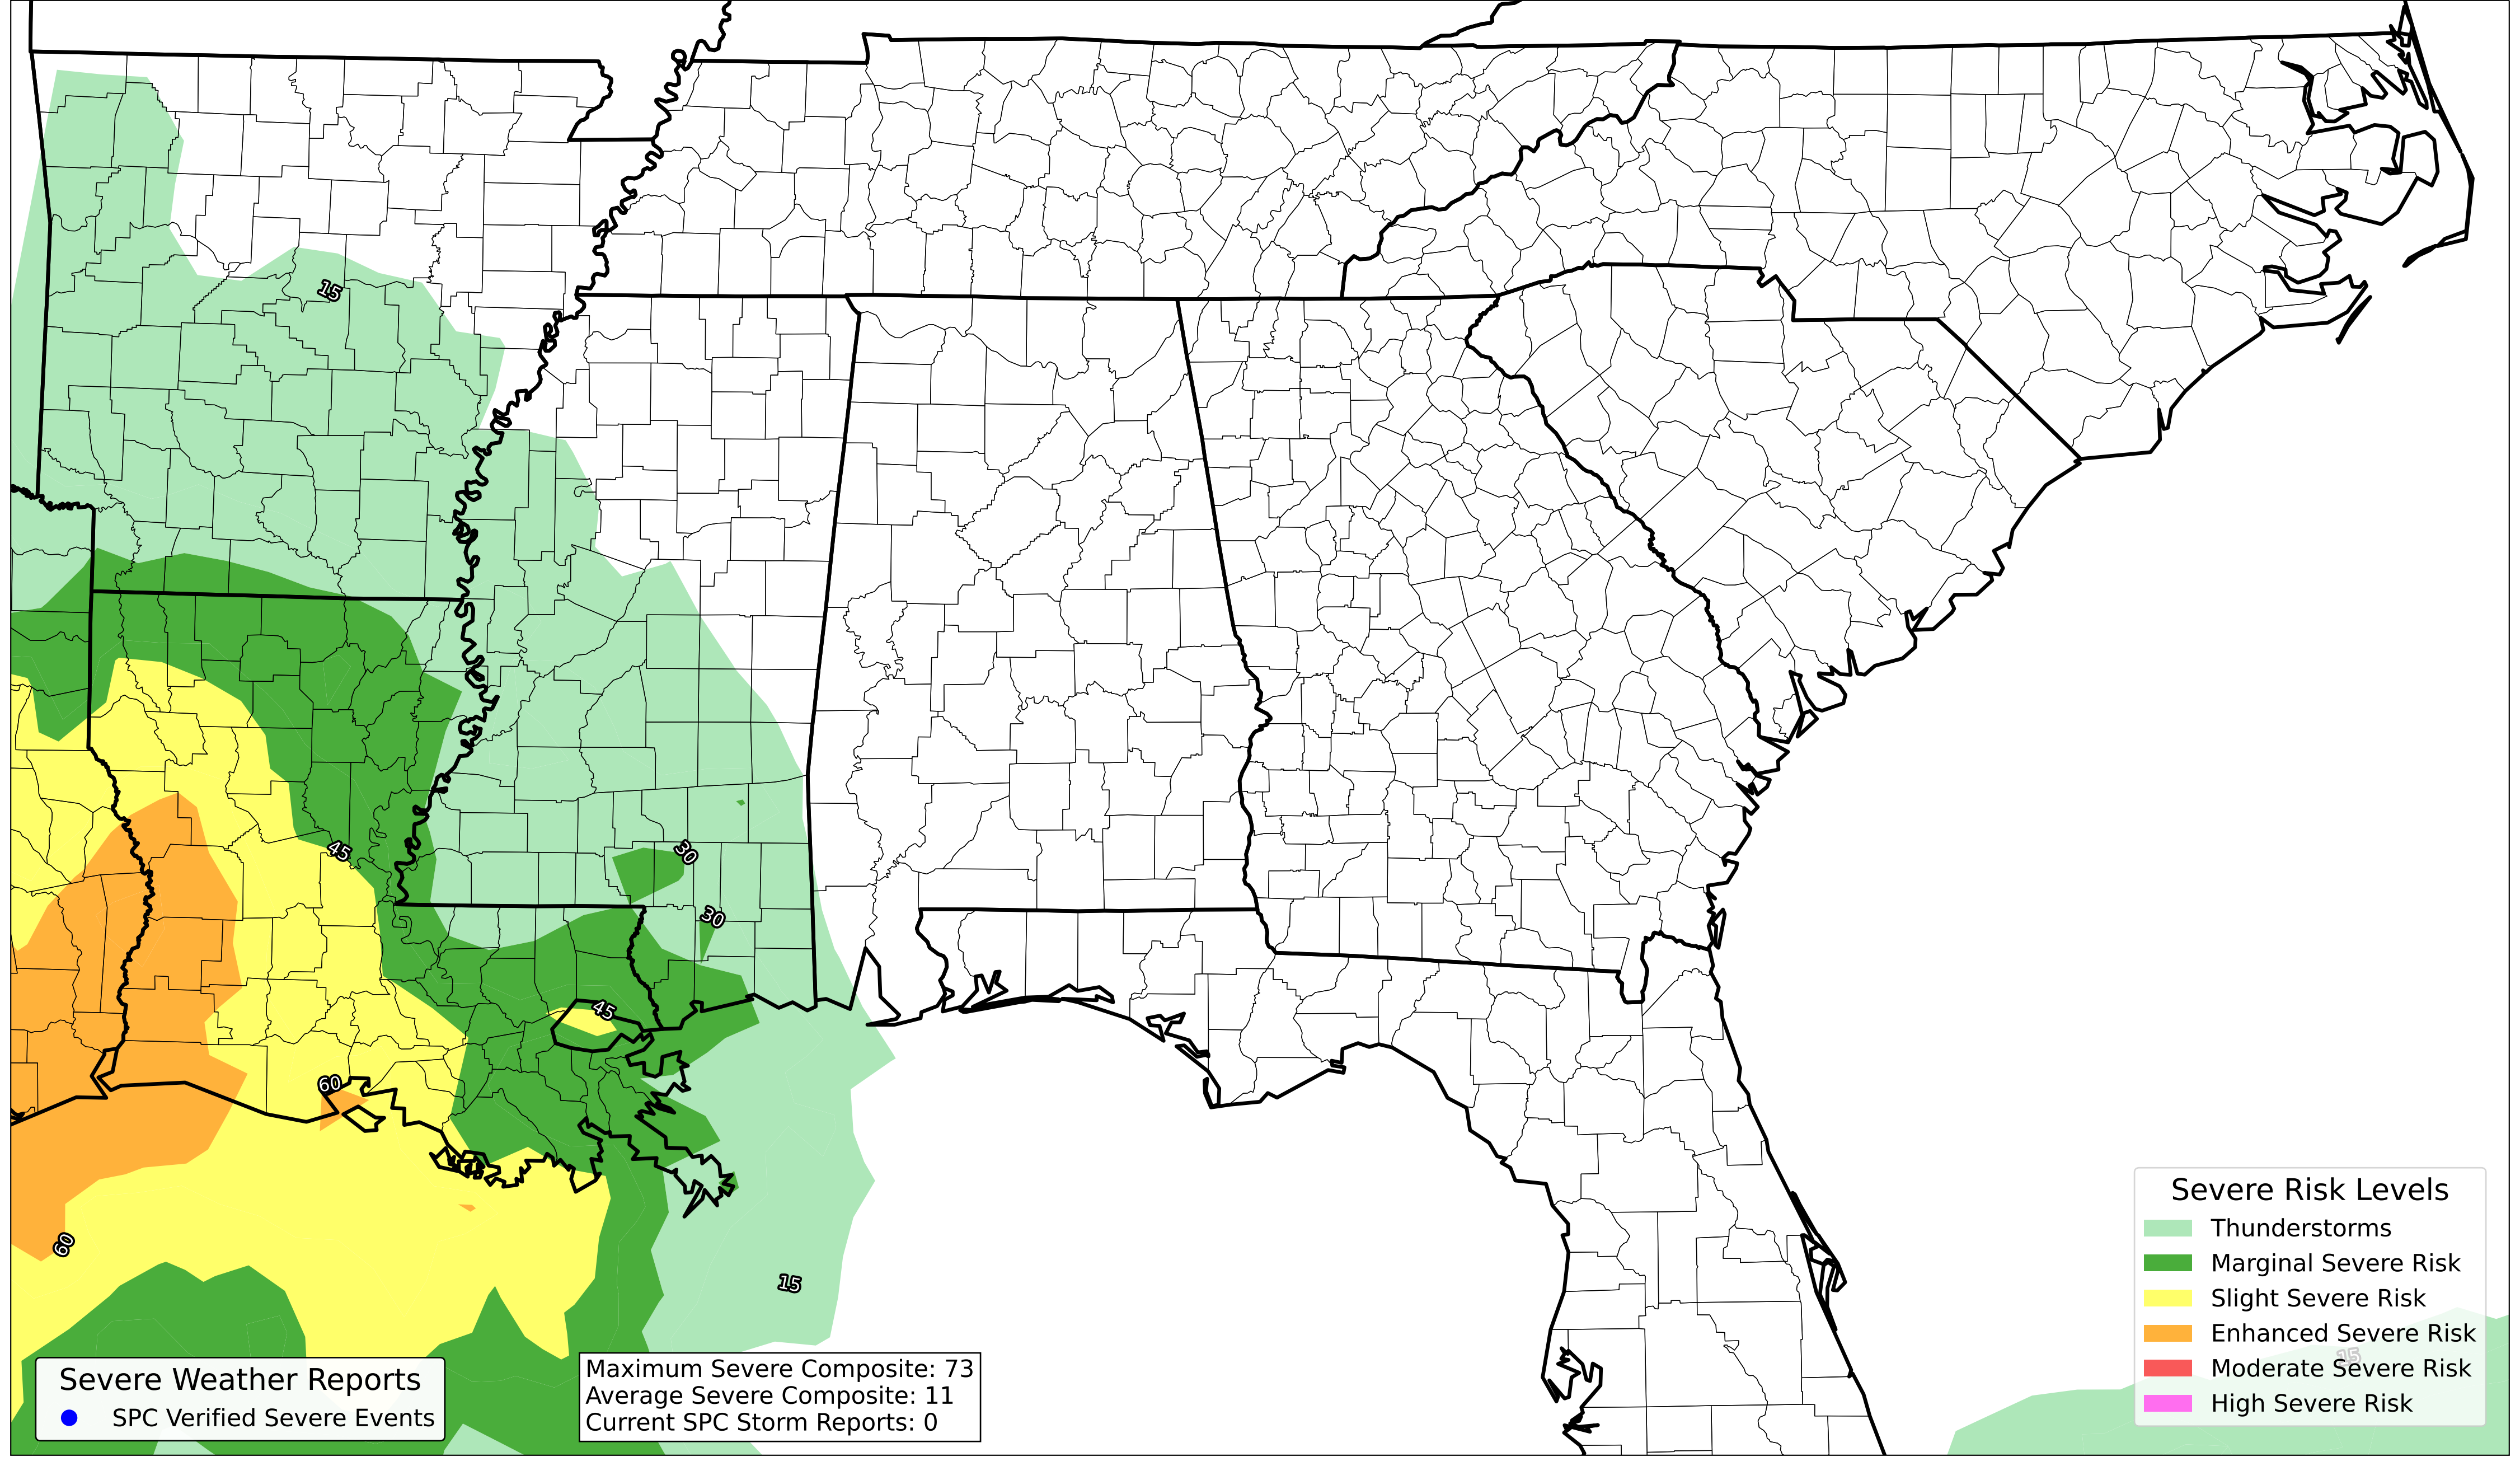 15
45
30
30
45
60
60
15
Severe Risk Levels
Thunderstorms
Marginal Severe Risk
Slight Severe Risk
Enhanced Severe Risk
15
Moderate Severe Risk
High Severe Risk
Severe Weather Reports
SPC Verified Severe Events
Maximum Severe Composite: 73
Average Severe Composite: 11
Current SPC Storm Reports: 0